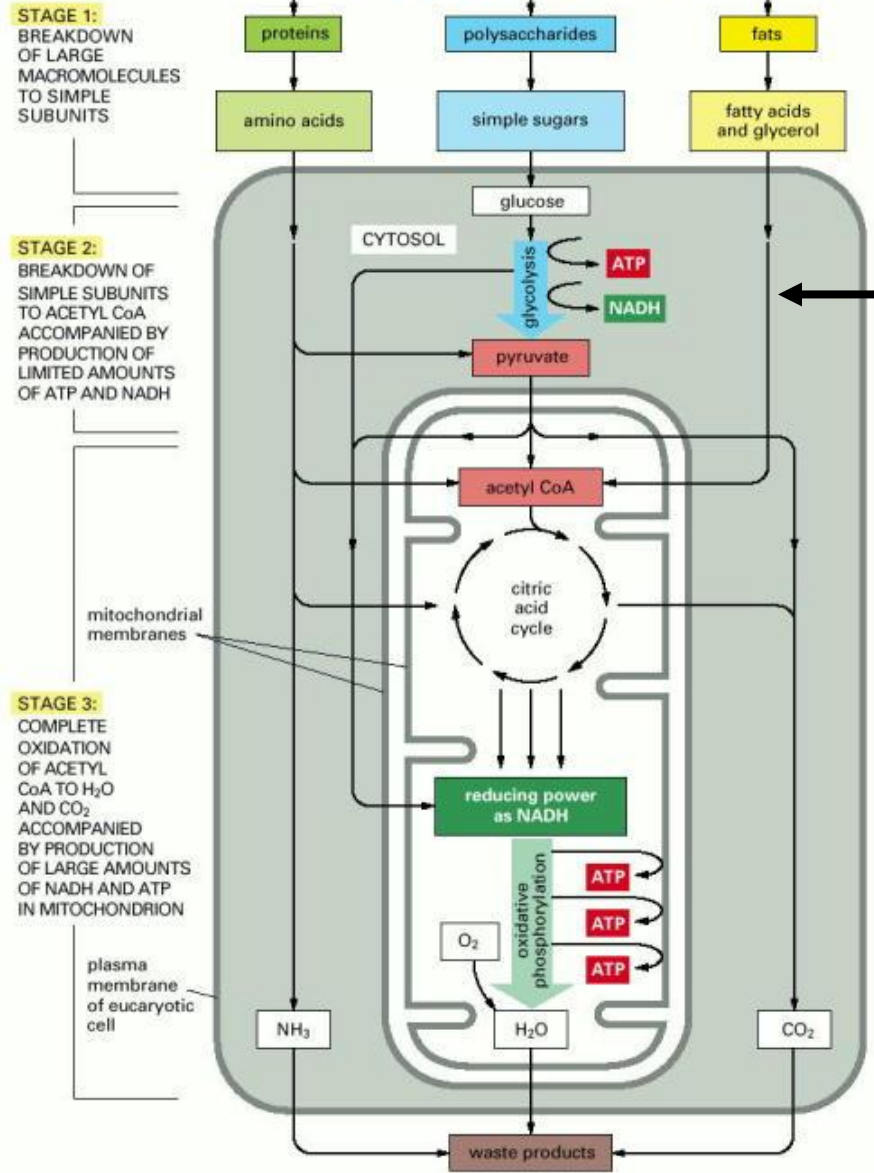 STAGE 1:
BREAKDOWN
OF LARGE
MACROMOLECULES
TO SIMPLE
SUBUNITS
proteins
polysaccharides
fats
amino acids
simple sugars
fatty acids
and glycerol
glucose
CYTOSOL
glycolysis
ATP
NADH
STAGE 2:
BREAKDOWN OF
SIMPLE SUBUNITS
TO ACETYL CoA
ACCOMPANIED BY
PRODUCTION OF
LIMITED AMOUNTS
OF ATP AND NADH
pyruvate
acetyl CoA
citric
acid
cycle
mitochondrial
membranes
STAGE 3:
COMPLETE
OXIDATION
OF ACETYL
CoA TO H₂O
AND CO₂
ACCOMPANIED
BY PRODUCTION
OF LARGE AMOUNTS
OF NADH AND ATP
IN MITOCHONDRION
reducing power
as NADH
oxidative
phosphorylation
ATP
ATP
ATP
O₂
plasma
membrane
of eucaryotic
cell
NH₃
H₂O
CO₂
waste products